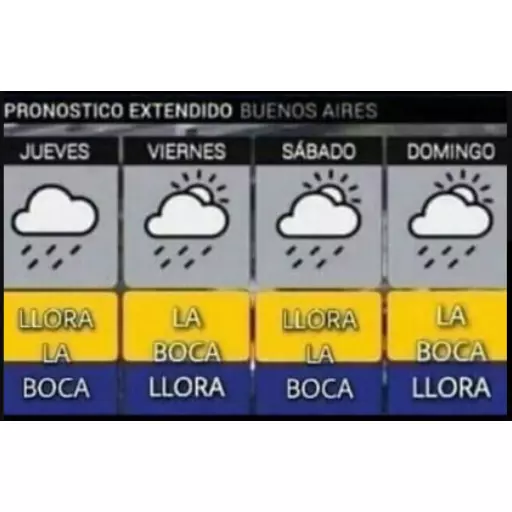 PRONOSTICO EXTENDIDO BUENOS AIRES
JUEVES VIERNES SÁBADO DOMINGO
LLORA
LA
BOCA
LA
BOCA
LLORA
LLORA
LA
BOCA
LA
BOCA
LLORA